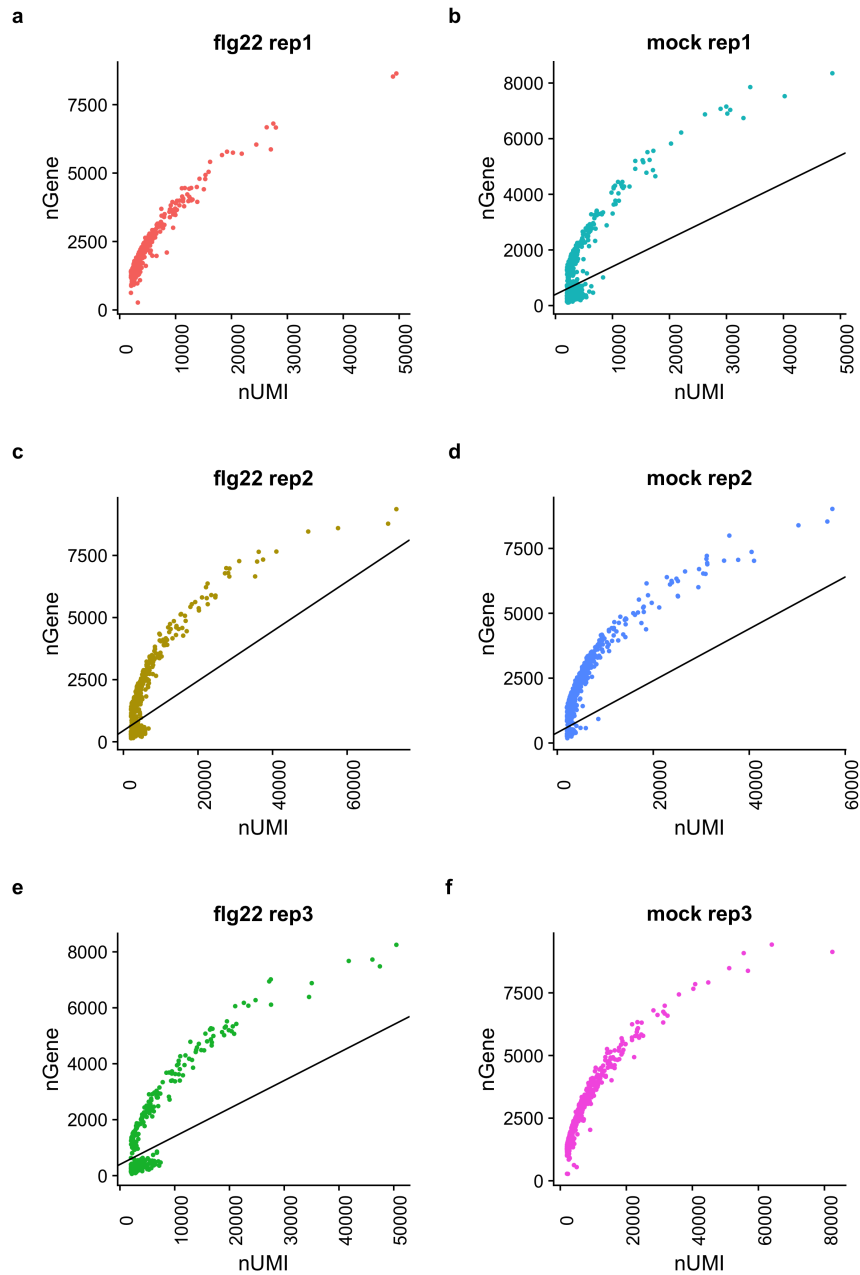 a
flg22 rep1
nGene
7500
5000
2500
0
0 10000 20000 30000 40000 50000
nUMI
b
mock rep1
nGene
8000
6000
4000
2000
0
0 10000 20000 30000 40000 50000
nUMI
c
flg22 rep2
nGene
7500
5000
2500
0
0 20000 40000 60000
nUMI
d
mock rep2
nGene
7500
5000
2500
0
0 20000 40000 60000
nUMI
e
flg22 rep3
nGene
8000
6000
4000
2000
0
0 10000 20000 30000 40000 50000
nUMI
f
mock rep3
nGene
7500
5000
2500
0
0 20000 40000 60000 80000
nUMI